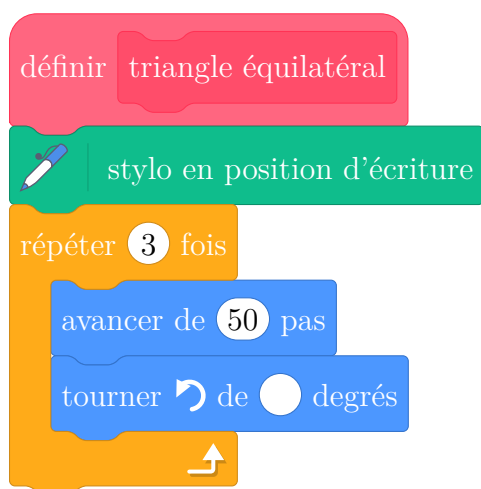 définir triangle équilatéral
stylo en position d'écriture
répéter 3 fois
avancer de 50 pas
tourner de degrés